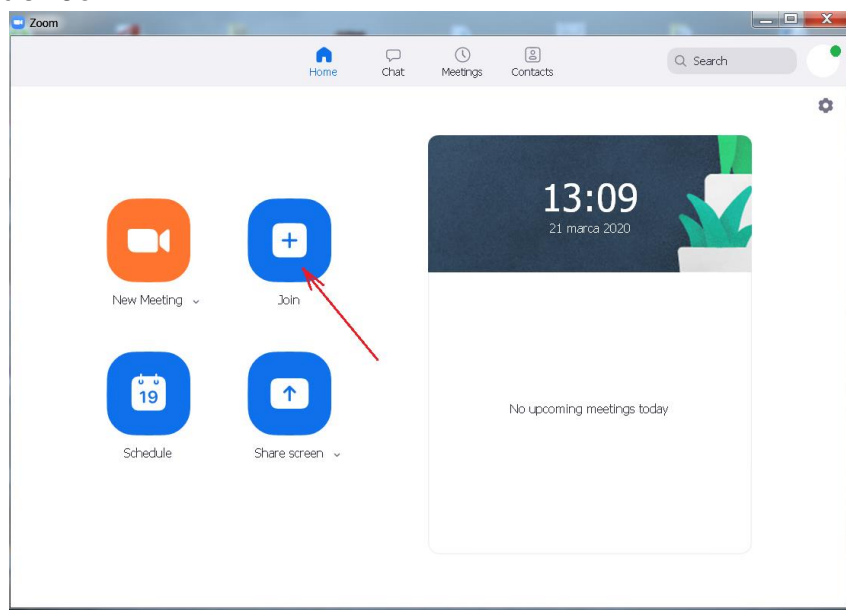 Zoom
Home
Chat
Meetings
Contacts
Search
13:09
21 marca 2020
New Meeting
Join
19
Schedule
Share screen
No upcoming meetings today